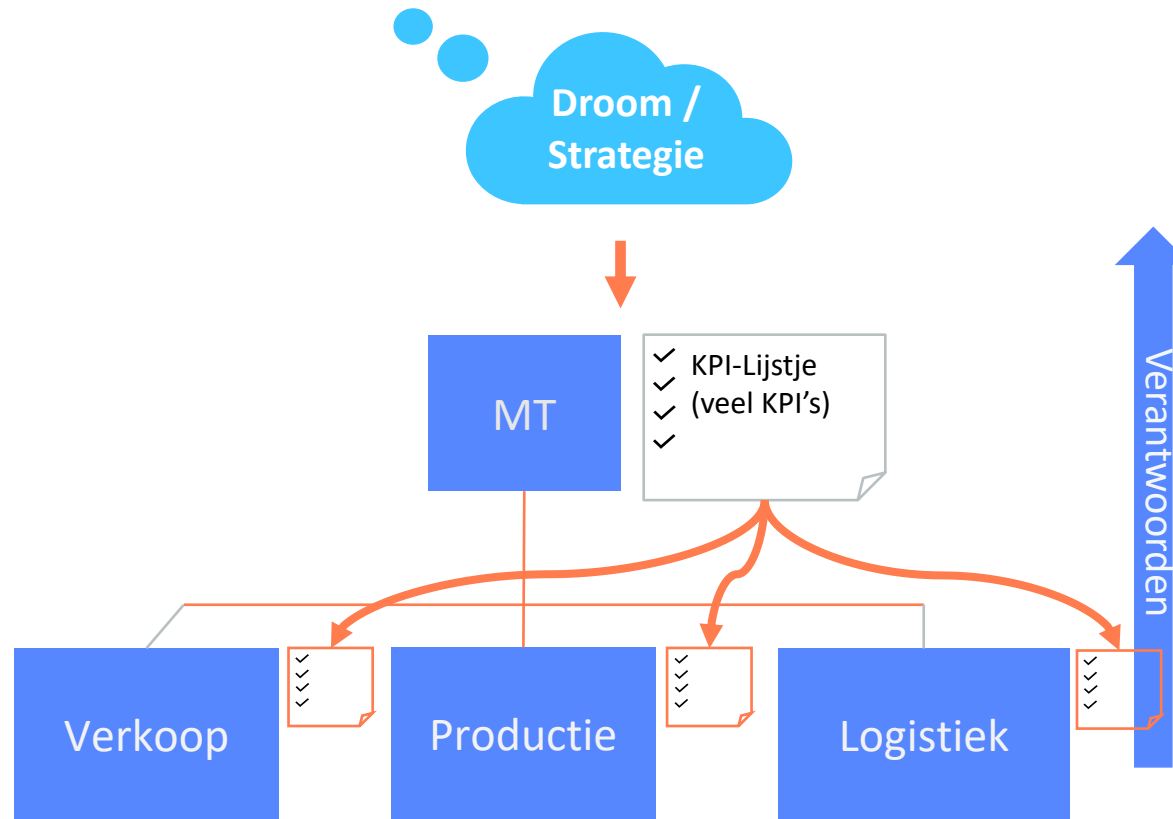 Droom /
Strategie
MT
KPI-Lijstje
(veel KPI’s)
Verantwoorden
Verkoop
Productie
Logistiek